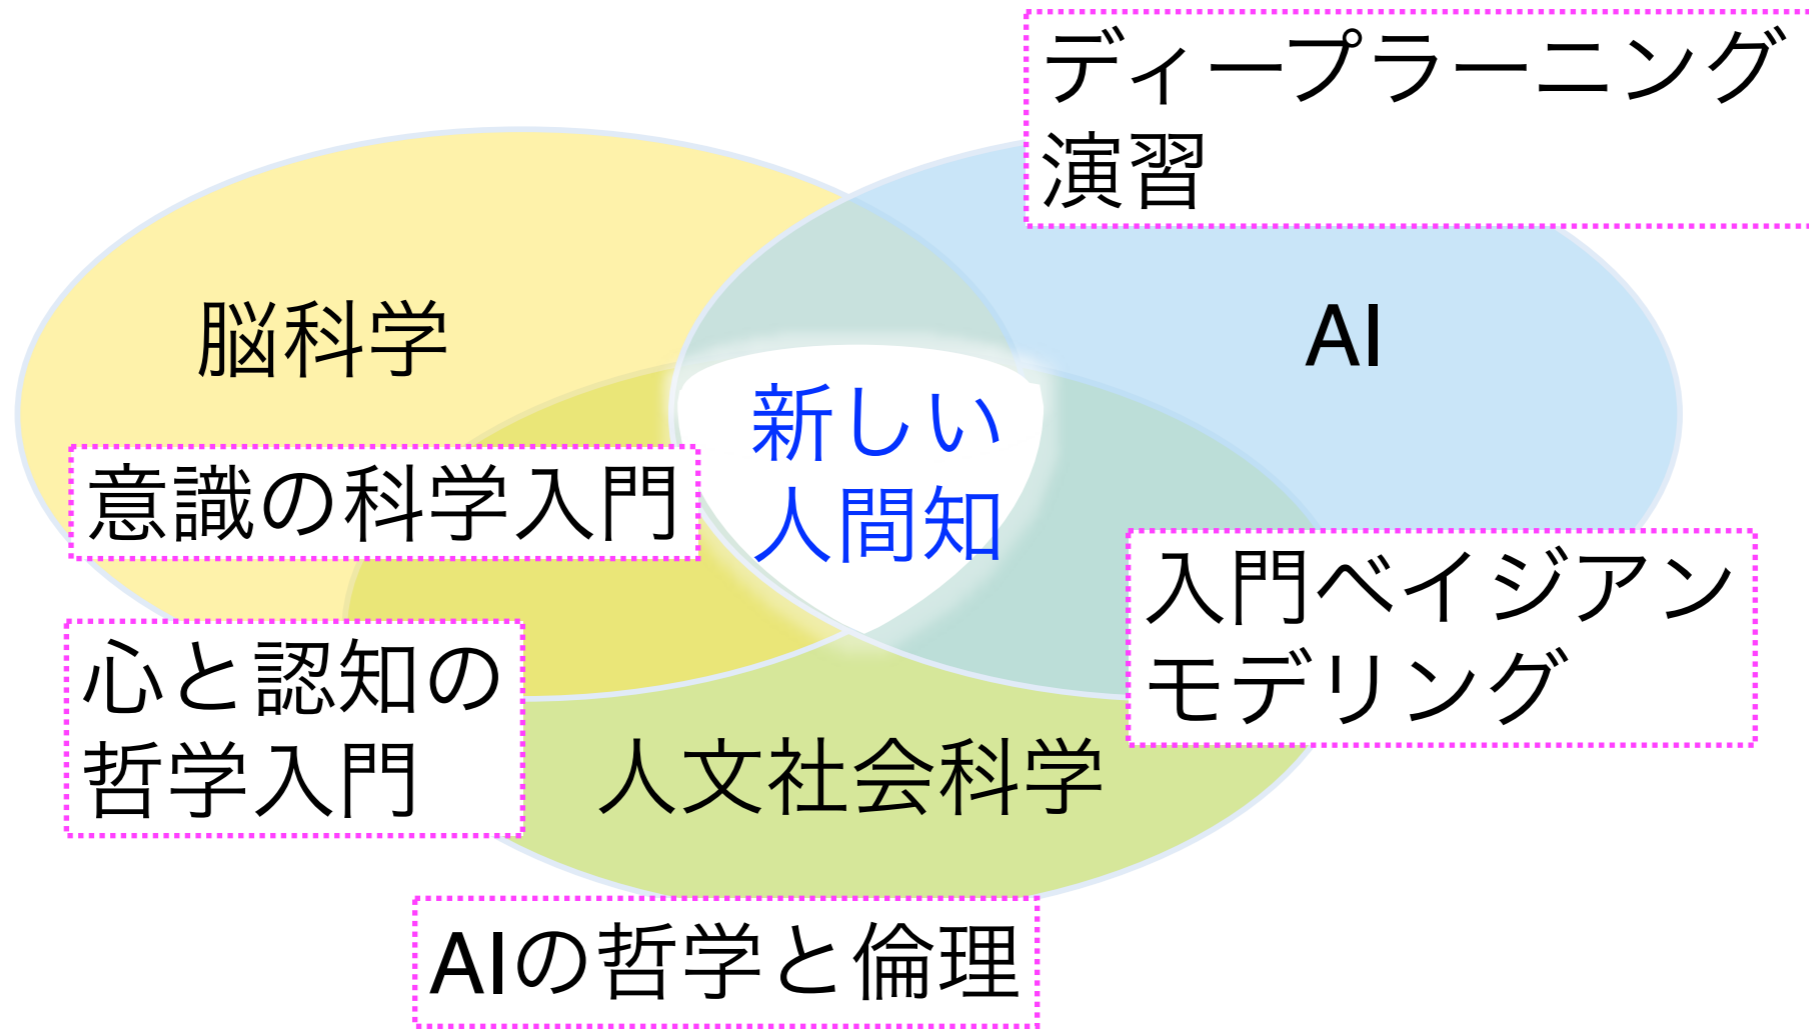 ディープラーニング
演習
脳科学
AI
新しい
人間知
意識の科学入門
入門ベイジアン
モデリング
心と認知の
哲学入門
人文社会科学
AIの哲学と倫理